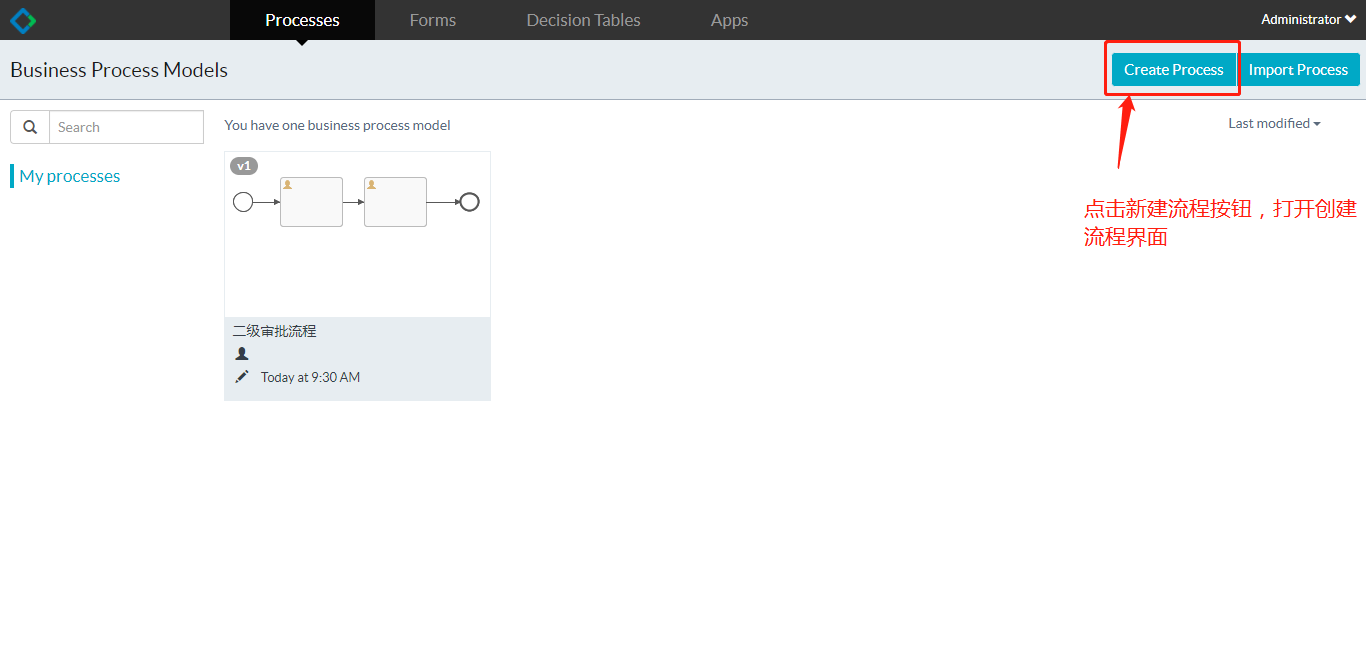 Processes
Forms
Decision Tables
Apps
Administrator
Business Process Models
Create Process
Import Process
Search
You have one business process model
Last modified
My processes
v1
点击新建流程按钮，打开创建
流程界面
二级审批流程
Today at 9:30 AM